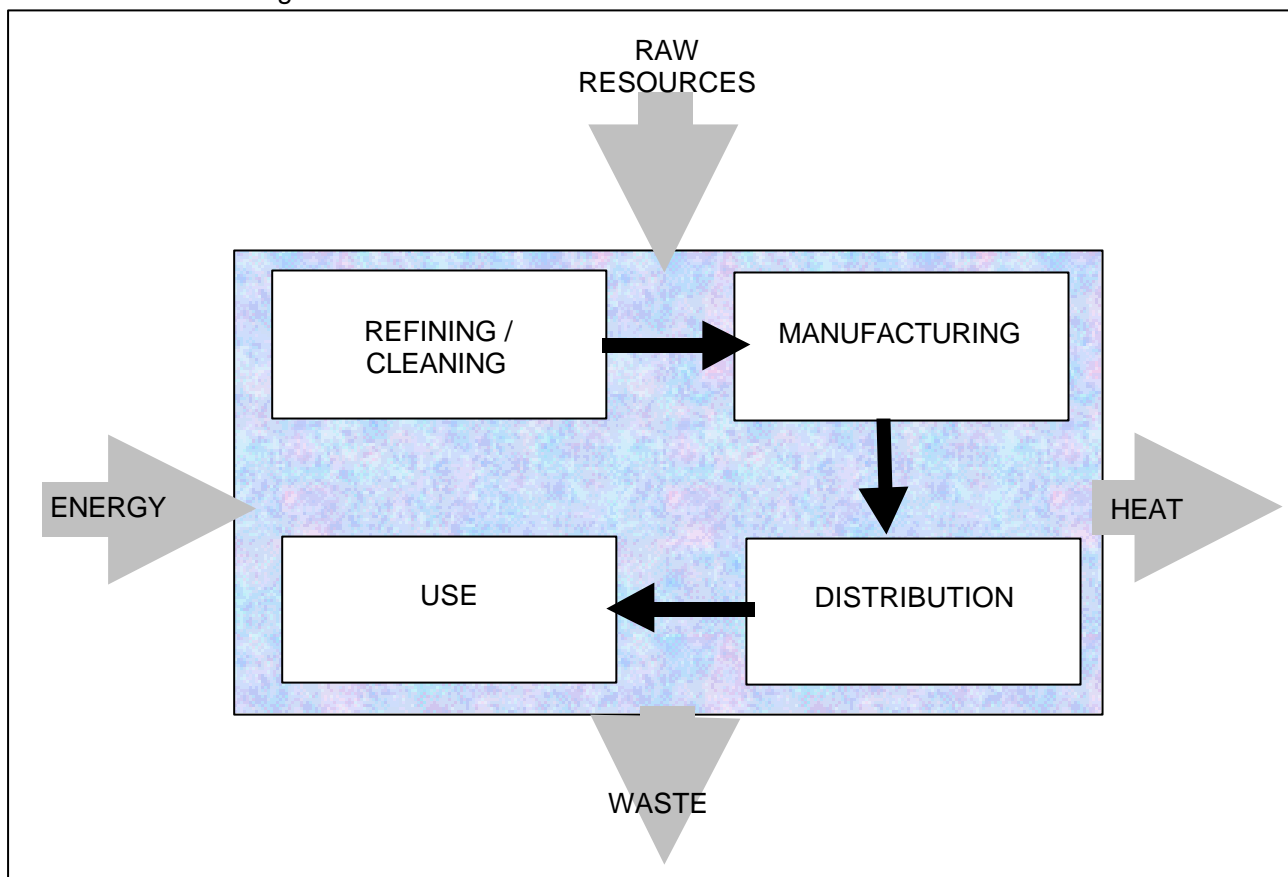 RAW
RESOURCES
REFINING /
CLEANING
MANUFACTURING
ENERGY
HEAT
USE
DISTRIBUTION
WASTE